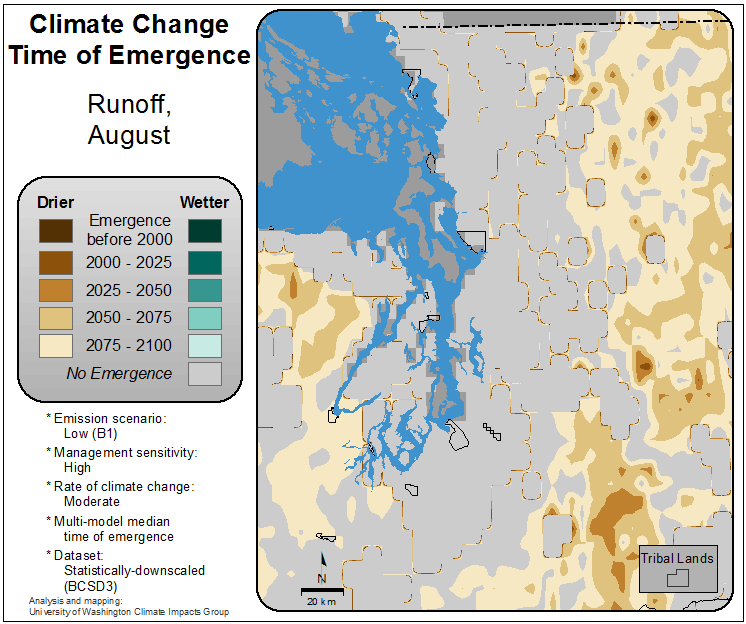 Climate Change
Time of Emergence
Runoff,
August
Drier Wetter
Emergence
before 2000
2000 - 2025
2025 - 2050
2050 - 2075
2075 - 2100
No Emergence
* Emission scenario:
Low (B1)
* Management sensitivity:
High
* Rate of climate change:
Moderate
* Multi-model median
time of emergence
* Dataset:
Statistically-downscaled
(BCSD3)
Analysis and mapping:
University of Washington Climate Impacts Group
N
20 km
Tribal Lands